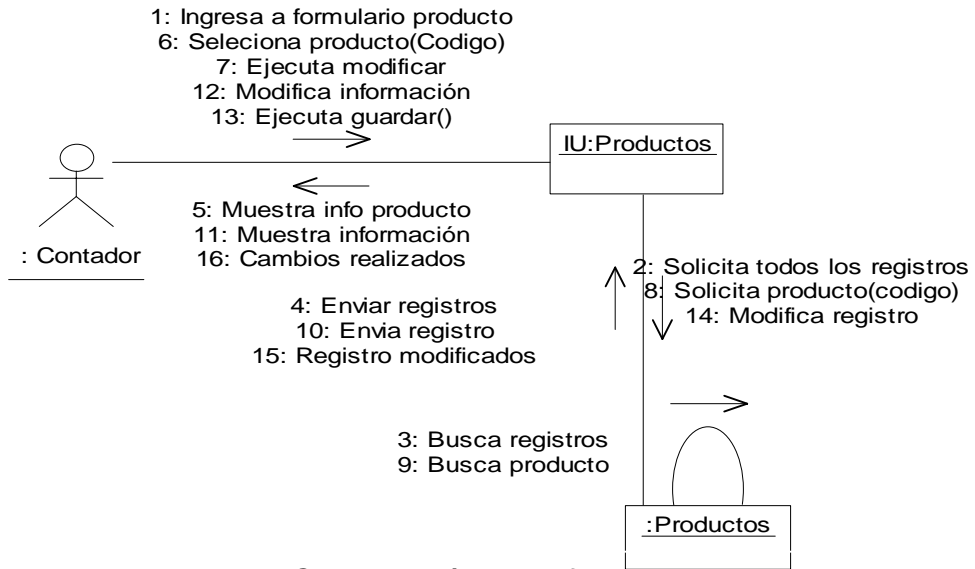 1: Ingresa a formulario producto
6: Seleciona producto(Codigo)
7: Ejecuta modificar
12: Modifica información
13: Ejecuta guardar()
IU:Productos
5: Muestra info producto
11: Muestra información
16: Cambios realizados
: Contador
2: Solicita todos los registros
8: Solicita producto(codigo)
14: Modifica registro
4: Enviar registros
10: Envia registro
15: Registro modificados
3: Busca registros
9: Busca producto
:Productos